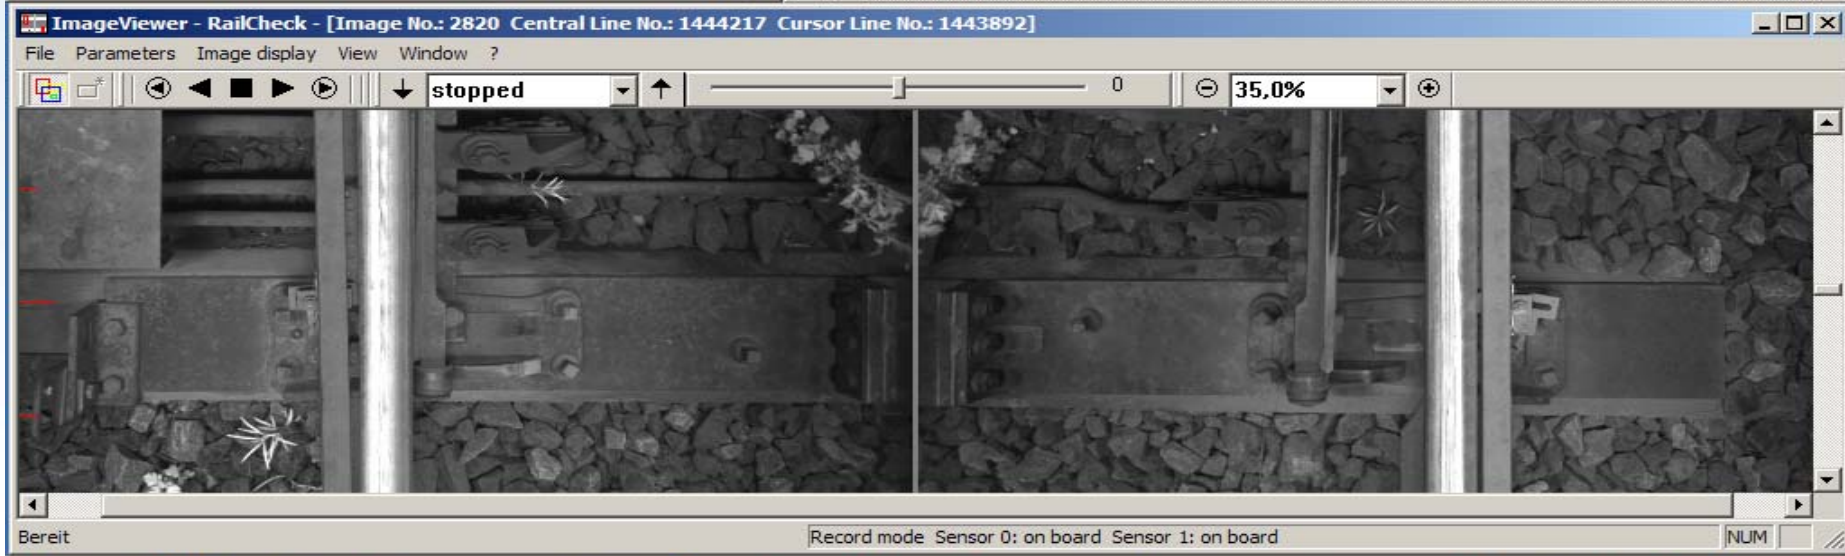 ImageViewer - RailCheck - [Image No.: 2820 Central Line No.: 1444217 Cursor Line No.: 1443892]
File Parameters Image display View Window ?
stopped 0 35,0%
Bereit Record mode Sensor 0: on board Sensor 1: on board NUM